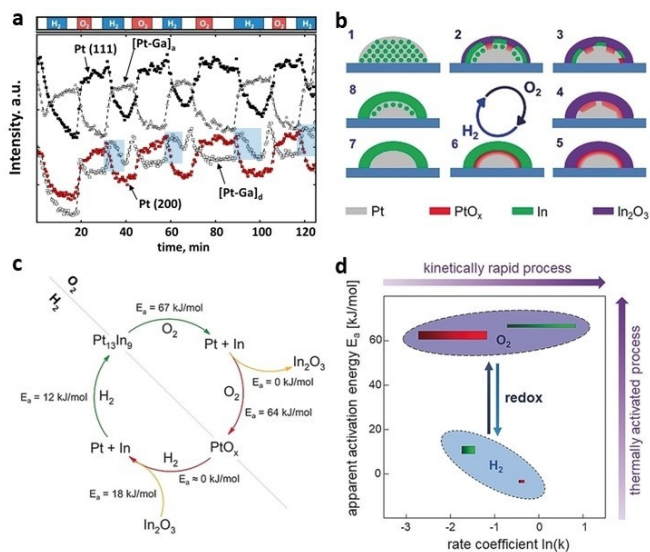 a
H₂ O₂ H₂ O₂ H₂ O₂ H₂
Pt (111)
[Pt-Ga]ₐ
Intensity, a.u.
Pt (200)
[Pt-Ga]d
0 20 40 60 80 100 120
time, min
b
1 2 3
8 4
O₂
H₂
7 6 5
Pt PtOₓ In In₂O₃
c
O₂
H₂
Eₐ = 67 kJ/mol
O₂
Pt₁₃In₉
Pt + In
In₂O₃
Eₐ = 0 kJ/mol
O₂
Eₐ = 12 kJ/mol
H₂
Eₐ = 64 kJ/mol
Pt + In
H₂
PtOₓ
Eₐ ≈ 0 kJ/mol
Eₐ = 18 kJ/mol
In₂O₃
d
kinetically rapid process
apparent activation energy Eₐ [kJ/mol]
thermally activated process
60
40
20
0
O₂
redox
H₂
-3 -2 -1 0 1
rate coefficient ln(k)